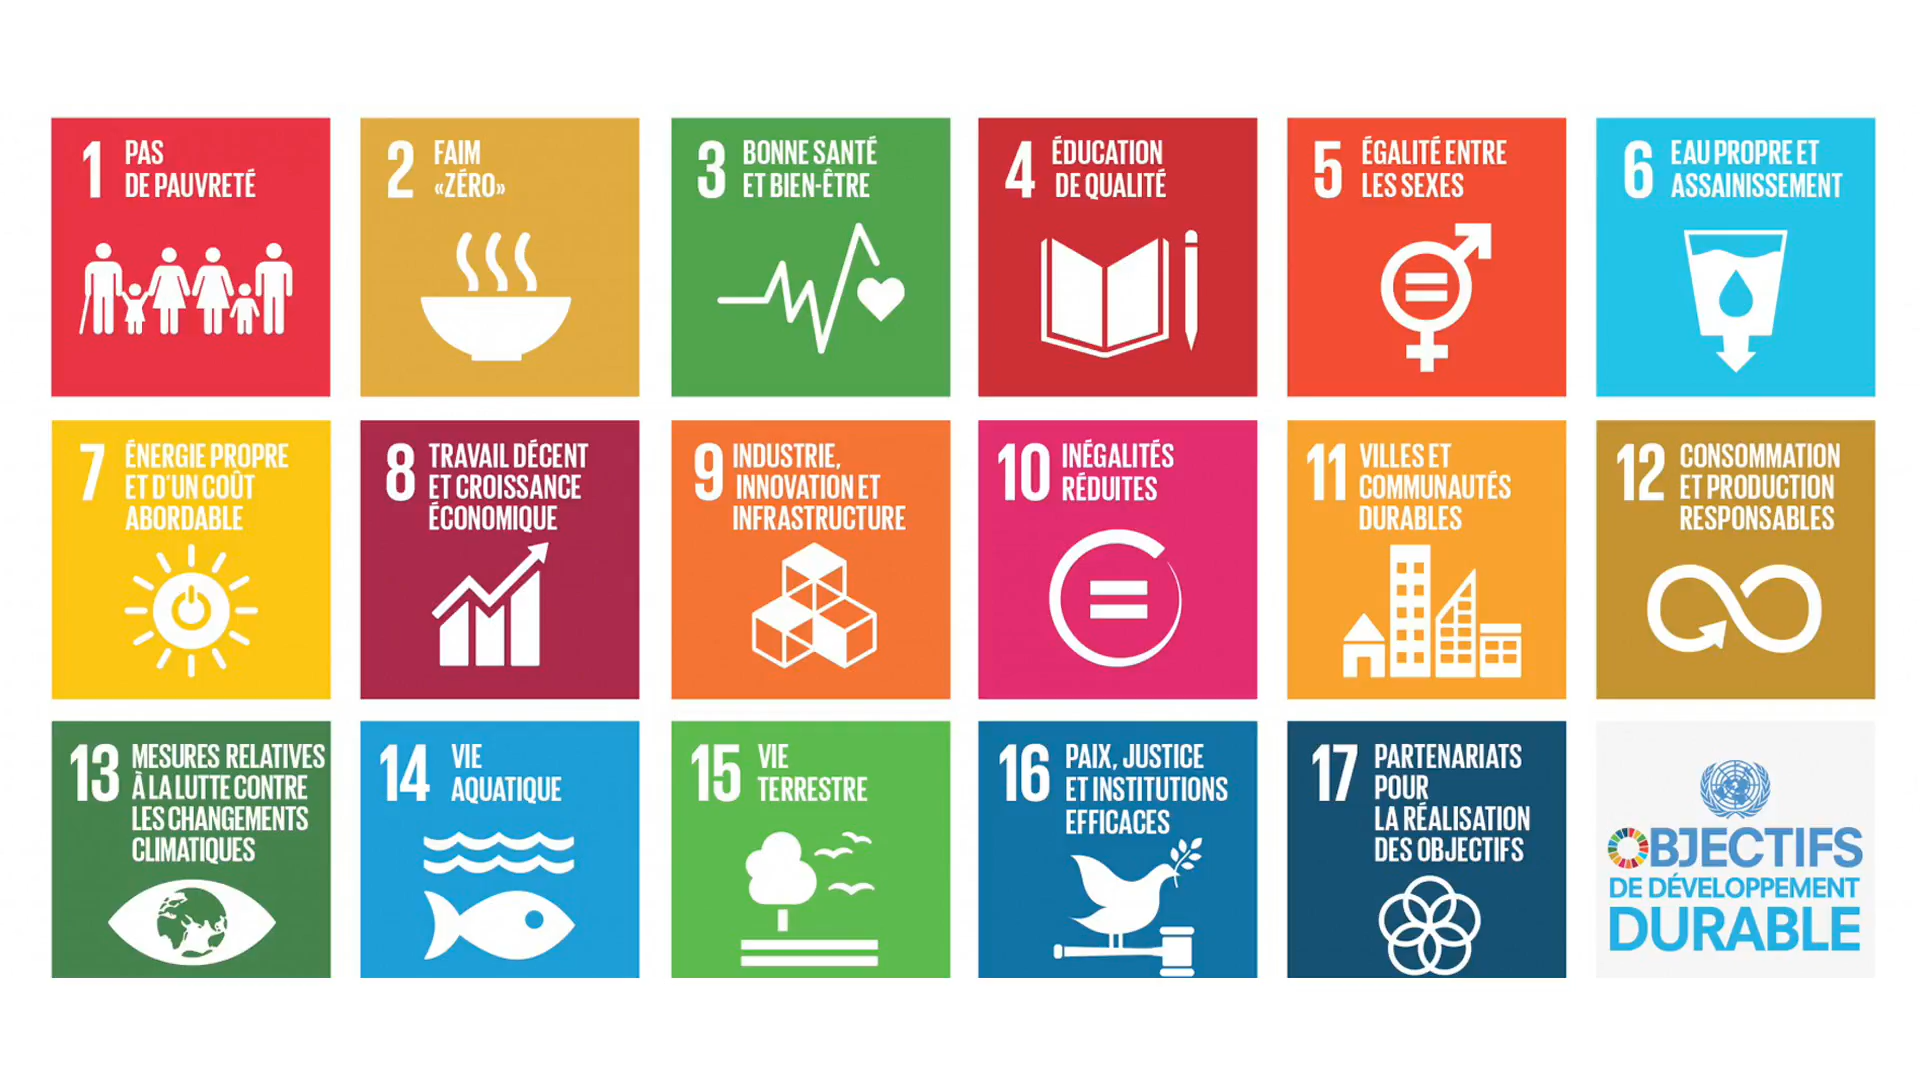 1 PAS
DE PAUVRETÉ
2 FAIM
«ZÉRO»
3 BONNE SANTÉ
ET BIEN-ÊTRE
4 ÉDUCATION
DE QUALITÉ
5 ÉGALITÉ ENTRE
LES SEXES
6 EAU PROPRE ET
ASSAINISSEMENT
7 ÉNERGIE PROPRE
ET D'UN COÛT
ABORDABLE
8 TRAVAIL DÉCENT
ET CROISSANCE
ÉCONOMIQUE
9 INDUSTRIE,
INNOVATION ET
INFRASTRUCTURE
10 INÉGALITÉS
RÉDUITES
11 VILLES ET
COMMUNAUTÉS
DURABLES
12 CONSOMMATION
ET PRODUCTION
RESPONSABLES
13 MESURES RELATIVES
À LA LUTTE CONTRE
LES CHANGEMENTS
CLIMATIQUES
14 VIE
AQUATIQUE
15 VIE
TERRESTRE
16 PAIX, JUSTICE
ET INSTITUTIONS
EFFICACES
17 PARTENARIATS
POUR
LA RÉALISATION
DES OBJECTIFS
OBJECTIFS
DE DÉVELOPPEMENT
DURABLE